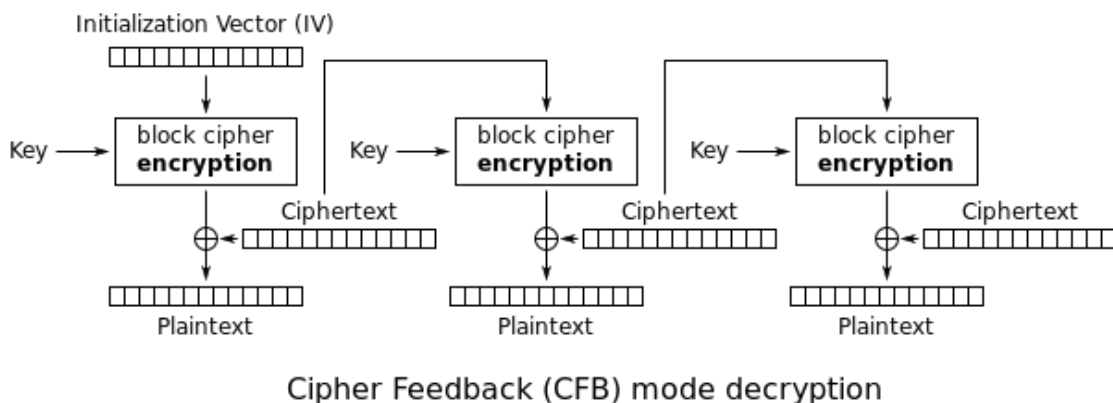 Initialization Vector (IV)
Key
block cipher
encryption
Ciphertext
Plaintext
Key
block cipher
encryption
Ciphertext
Plaintext
Key
block cipher
encryption
Ciphertext
Plaintext
Cipher Feedback (CFB) mode decryption